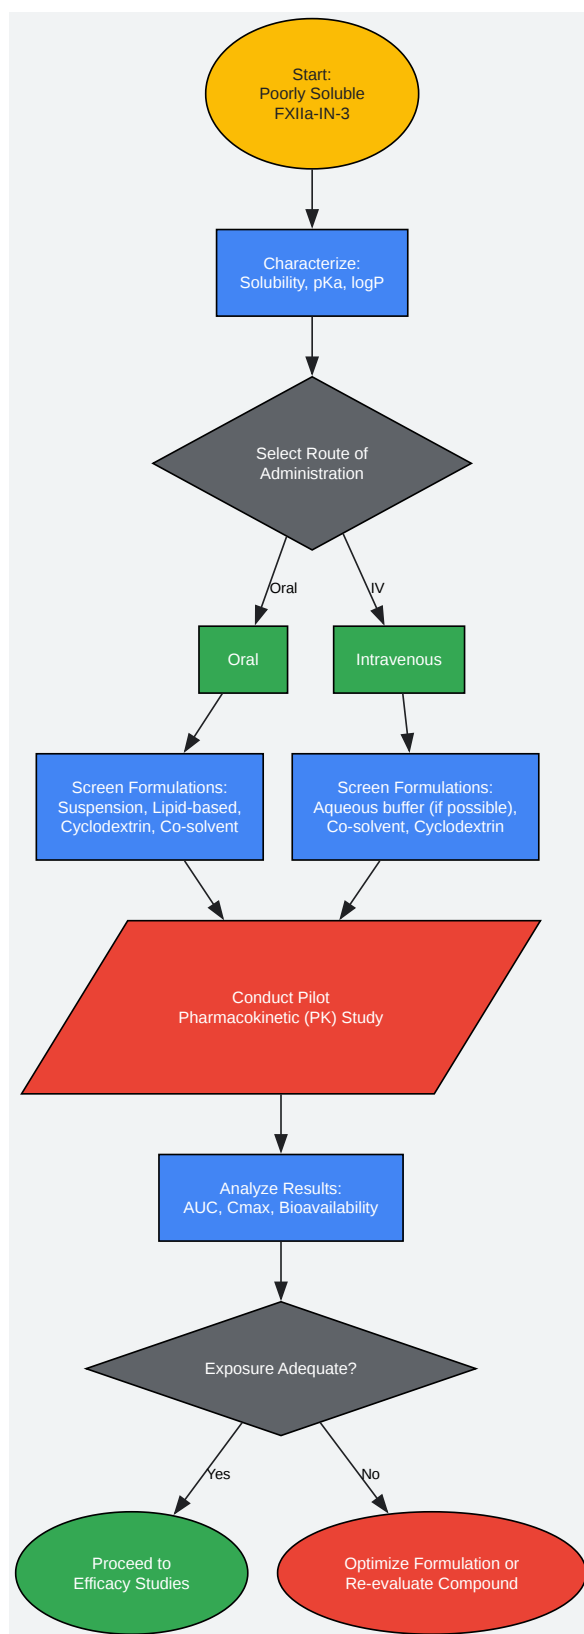 Start:
Poorly Soluble
FXIIa-IN-3
Characterize:
Solubility, pKa, logP
Select Route of
Administration
Oral
IV
Oral
Intravenous
Screen Formulations:
Suspension, Lipid-based,
Cyclodextrin, Co-solvent
Screen Formulations:
Aqueous buffer (if possible),
Co-solvent, Cyclodextrin
Conduct Pilot
Pharmacokinetic (PK) Study
Analyze Results:
AUC, Cmax, Bioavailability
Exposure Adequate?
Yes
No
Proceed to
Efficacy Studies
Optimize Formulation or
Re-evaluate Compound